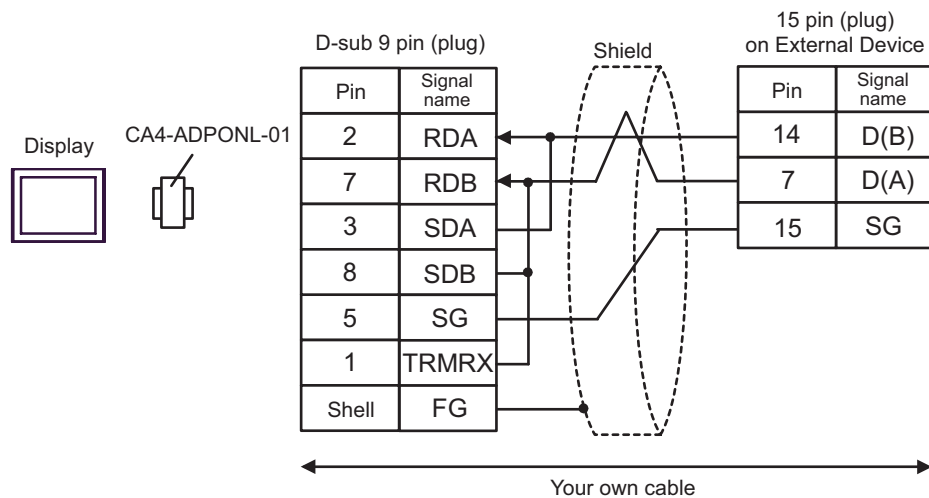 15 pin (plug)
on External Device
D-sub 9 pin (plug)
Shield
Pin Signal name
2 RDA
7 RDB
3 SDA
8 SDB
5 SG
1 TRMRX
Shell FG
Pin Signal name
14 D(B)
7 D(A)
15 SG
Display
CA4-ADPONL-01
Your own cable